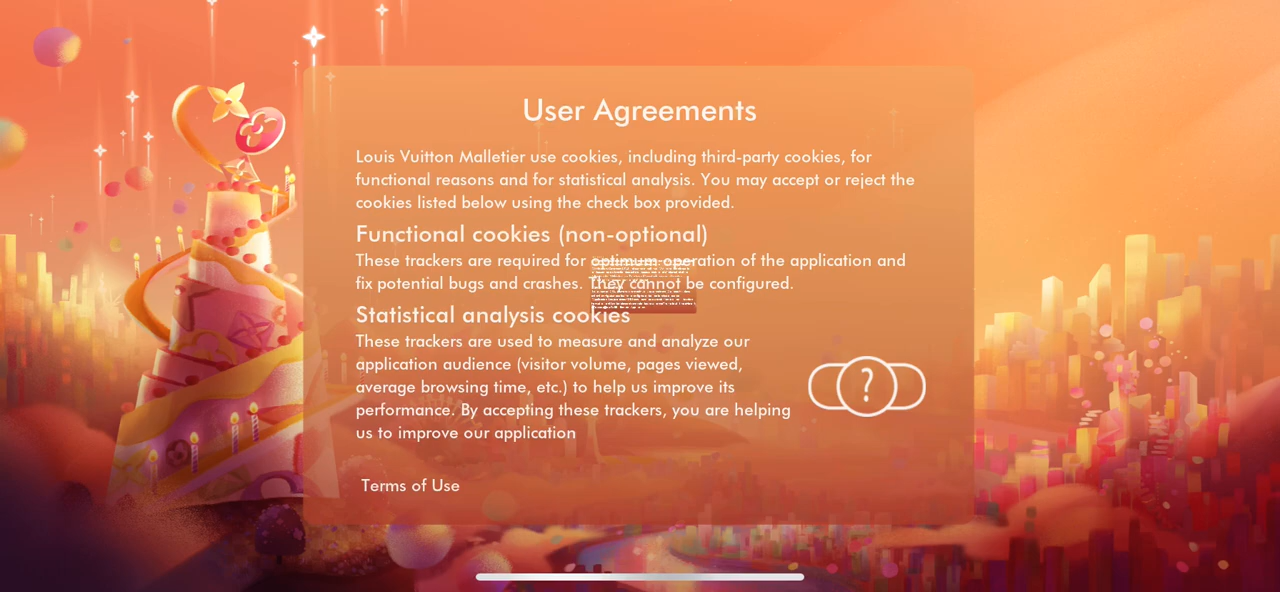 User Agreements
Louis Vuitton Malletier use cookies, including third-party cookies, for
functional reasons and for statistical analysis. You may accept or reject the
cookies listed below using the check box provided.
Functional cookies (non-optional)
These trackers are required for optimum operation of the application and
fix potential bugs and crashes. They cannot be configured.
Statistical analysis cookies
These trackers are used to measure and analyze our
application audience (visitor volume, pages viewed,
average browsing time, etc.) to help us improve its
performance. By accepting these trackers, you are helping
us to improve our application
?
Terms of Use